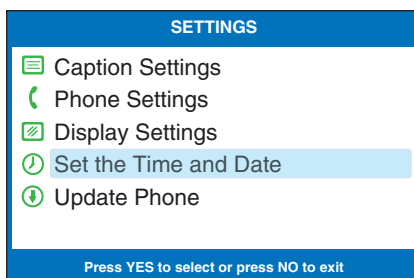 SETTINGS
Caption Settings
Phone Settings
Display Settings
Set the Time and Date
Update Phone
Press YES to select or press NO to exit